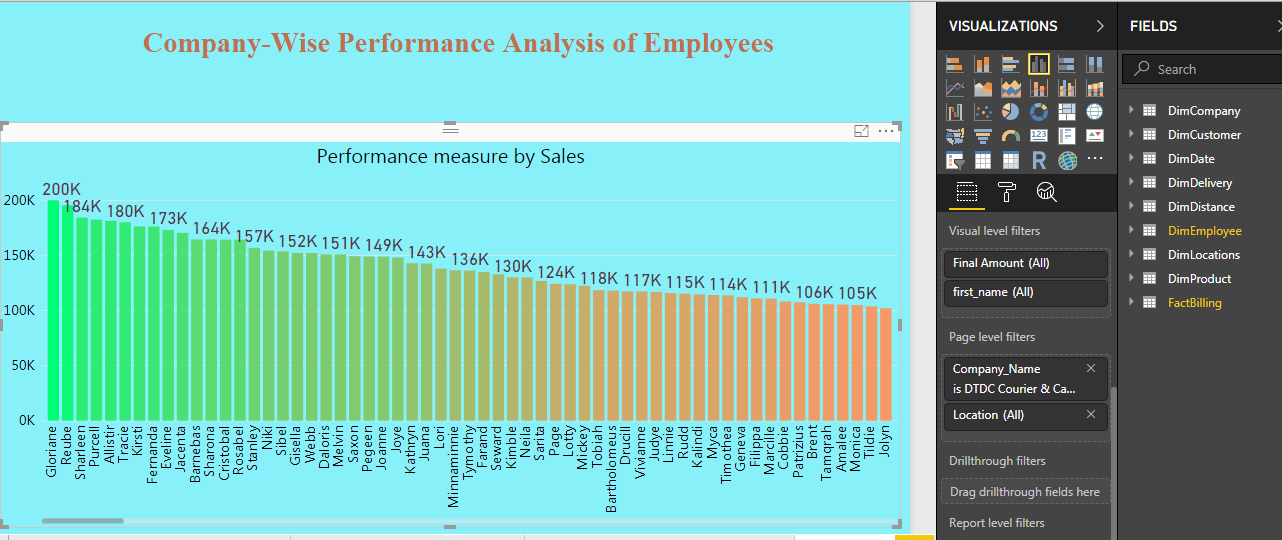 Company-Wise Performance Analysis of Employees
Performance measure by Sales
200K
150K
100K
50K
0K
200K
184K
180K
173K
164K
157K
152K
151K
149K
143K
136K
130K
124K
118K
117K
115K
114K
111K
106K
105K
Gloriane
Reube
Sharleen
Purcell
Allistir
Tracie
Kirsti
Fernanda
Eveline
Jacenta
Barnebas
Sharona
Cristobal
Rosabel
Stanley
Niki
Sibel
Gisella
Webb
Daloris
Melvin
Saxon
Pegeen
Joanne
Joye
Kathryn
Juana
Lori
Minnaminnie
Tymothy
Farand
Seward
Kimble
Neila
Sarita
Page
Lotty
Mickey
Tobiah
Bartholomeus
Drucill
Vivianne
Judye
Limie
Rudd
Kalindi
Myca
Timothea
Geneva
Filippa
Marcille
Cobbie
Patrizius
Brent
Tamqrah
Amalee
Monica
Tildie
Jolyn
VISUALIZATIONS
123
R
Visual level filters
Final Amount (All)
first_name (All)
Page level filters
Company_Name
is DTDC Courier & Ca...
Location (All)
Drillthrough filters
Drag drillthrough fields here
Report level filters
FIELDS
Search
DimCompany
DimCustomer
DimDate
DimDelivery
DimDistance
DimEmployee
DimLocations
DimProduct
FactBilling